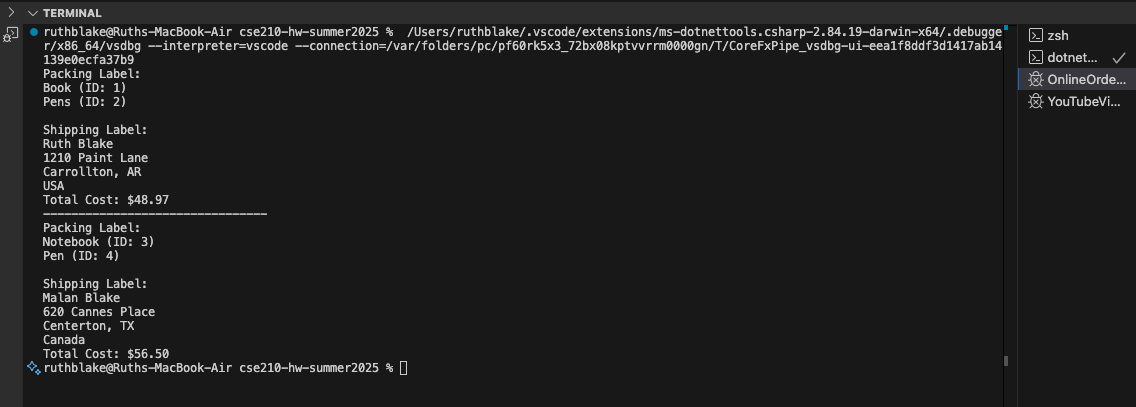 TERMINAL
ruthblake@Ruths-MacBook-Air cse210-hw-summer2025 % /Users/ruthblake/.vscode/extensions/ms-dotnettools.csharp-2.84.19-darwin-x64/.debugge
r/x86_64/vsdbg --interpreter=vscode --connection=/var/folders/pc/pf60rk5x3_72bx08kptvvrrm0000gn/T/CoreFxPipe_vsdbg-ui-eea1f8ddf3d1417ab14
139e0ecfa37b9
Packing Label:
Book (ID: 1)
Pens (ID: 2)
Shipping Label:
Ruth Blake
1210 Paint Lane
Carrollton, AR
USA
Total Cost: $48.97
--------------------------------
Packing Label:
Notebook (ID: 3)
Pen (ID: 4)
Shipping Label:
Malan Blake
620 Cannes Place
Centerton, TX
Canada
Total Cost: $56.50
ruthblake@Ruths-MacBook-Air cse210-hw-summer2025 %
zsh
dotnet...
OnlineOrde...
YouTubeVi...